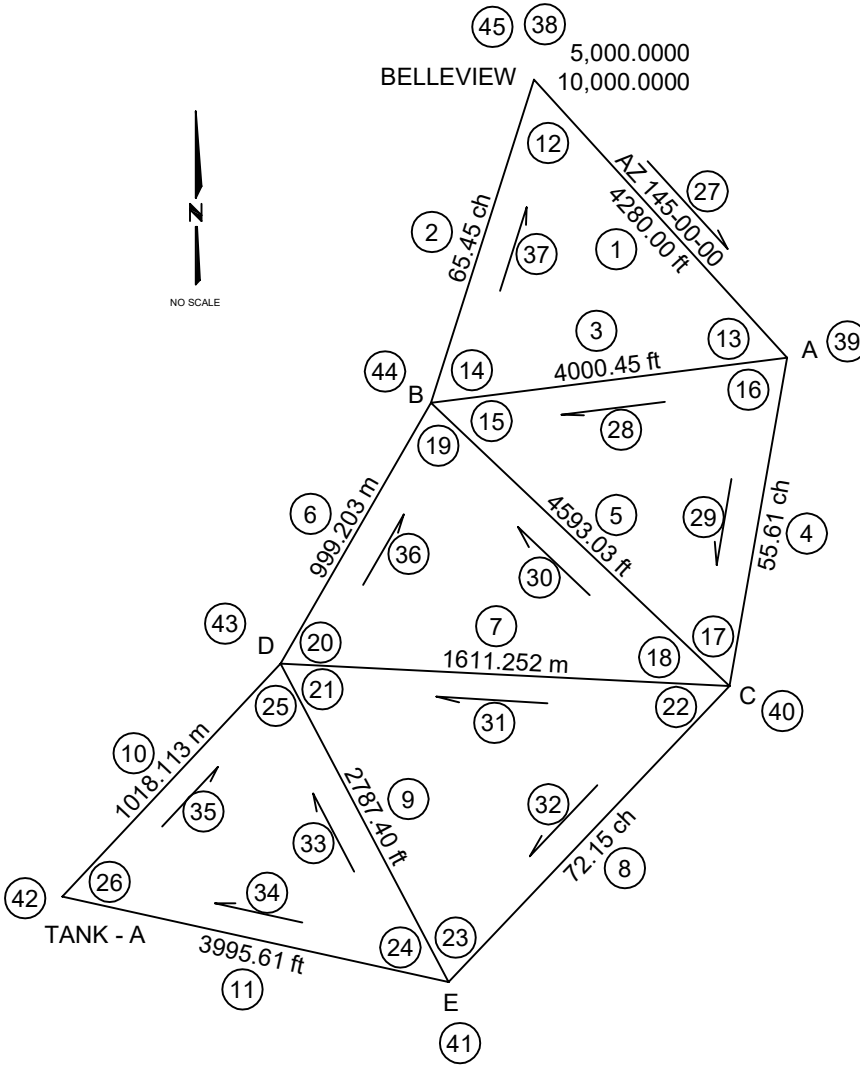 45
38
5,000.0000
BELLEVIEW
10,000.0000
12
AZ 145-00-00
27
4280.00 ft
2
65.45 ch
1
37
N
NO SCALE
3
13
A
39
44
14
4000.45 ft
16
B
15
28
19
6
999.203 m
4593.03 ft
5
29
55.61 ch
4
36
30
43
7
D
20
17
1611.252 m
18
21
22
C
40
25
31
10
1018.113 m
2787.40 ft
9
32
35
33
72.15 ch
8
26
42
34
TANK - A
24
23
3995.61 ft
11
E
41